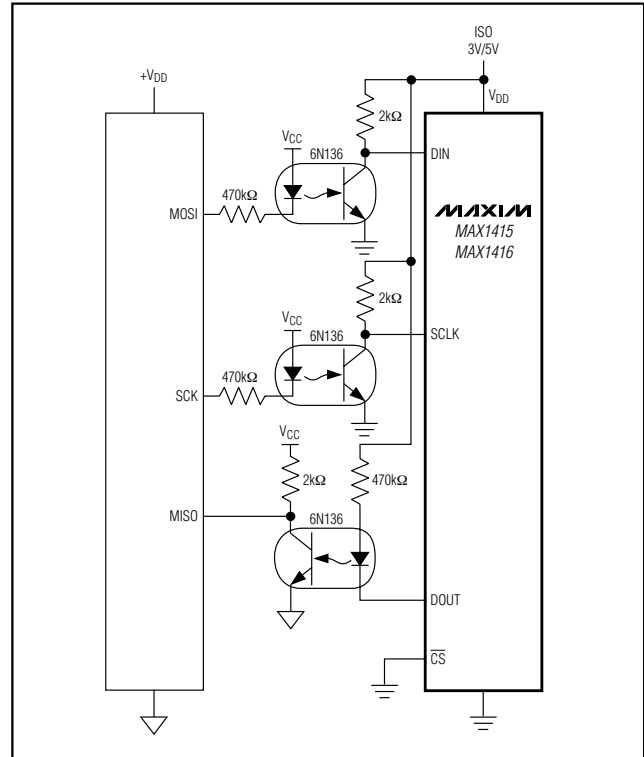 ISO
3V/5V
+VDD
VDD
2kΩ
VCC
6N136
DIN
MOSI
470kΩ
MAXIM
MAX1415
MAX1416
2kΩ
VCC
6N136
SCLK
470kΩ
SCK
VCC
2kΩ
470kΩ
MISO
6N136
DOUT
CS